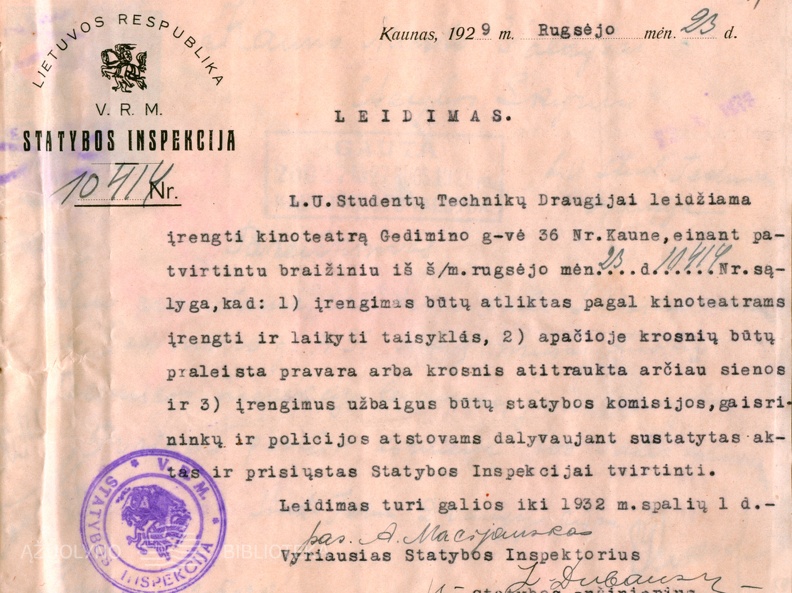 LIETUVOS RESPUBLIKA
V. R. M.
STATYBOS INSPEKCIJA
10414 Nr.
Kaunas, 1929 m. Rugsėjo mėn. 23 d.
LEIDIMAS.
L.U.Studentų Technikų Draugijai leidžiama
įrengti kinoteatrą Gedimino g-vė 36 Nr.Kaune,einant pa-
tvirtintu braižiniu iš š/m.rugsėjo mėn.23 d.10414 Nr.są-
lyga,kad: 1) įrengimas būtų atliktas pagal kinoteatrams
įrengti ir laikyti taisyklės, 2) apačioje krosnių būtų
praleista pravara arba krosnis atitraukta arčiau sienos
ir 3) įrengimus užbaigus būtų statybos komisijos,gaisri-
ninkų ir policijos atstovams dalyvaujant sustatytas ak-
tas ir prisiųstas Statybos Inspekcijai tvirtinti.
Leidimas turi galios iki 1932 m.spalių 1 d.-
pas. A. Macijauskas
Vyriausias Statybos Inspektorius
V. R. M.
STATYBOS INSPEKCIJA
AŽUOLYNO BIBLIOTEKA